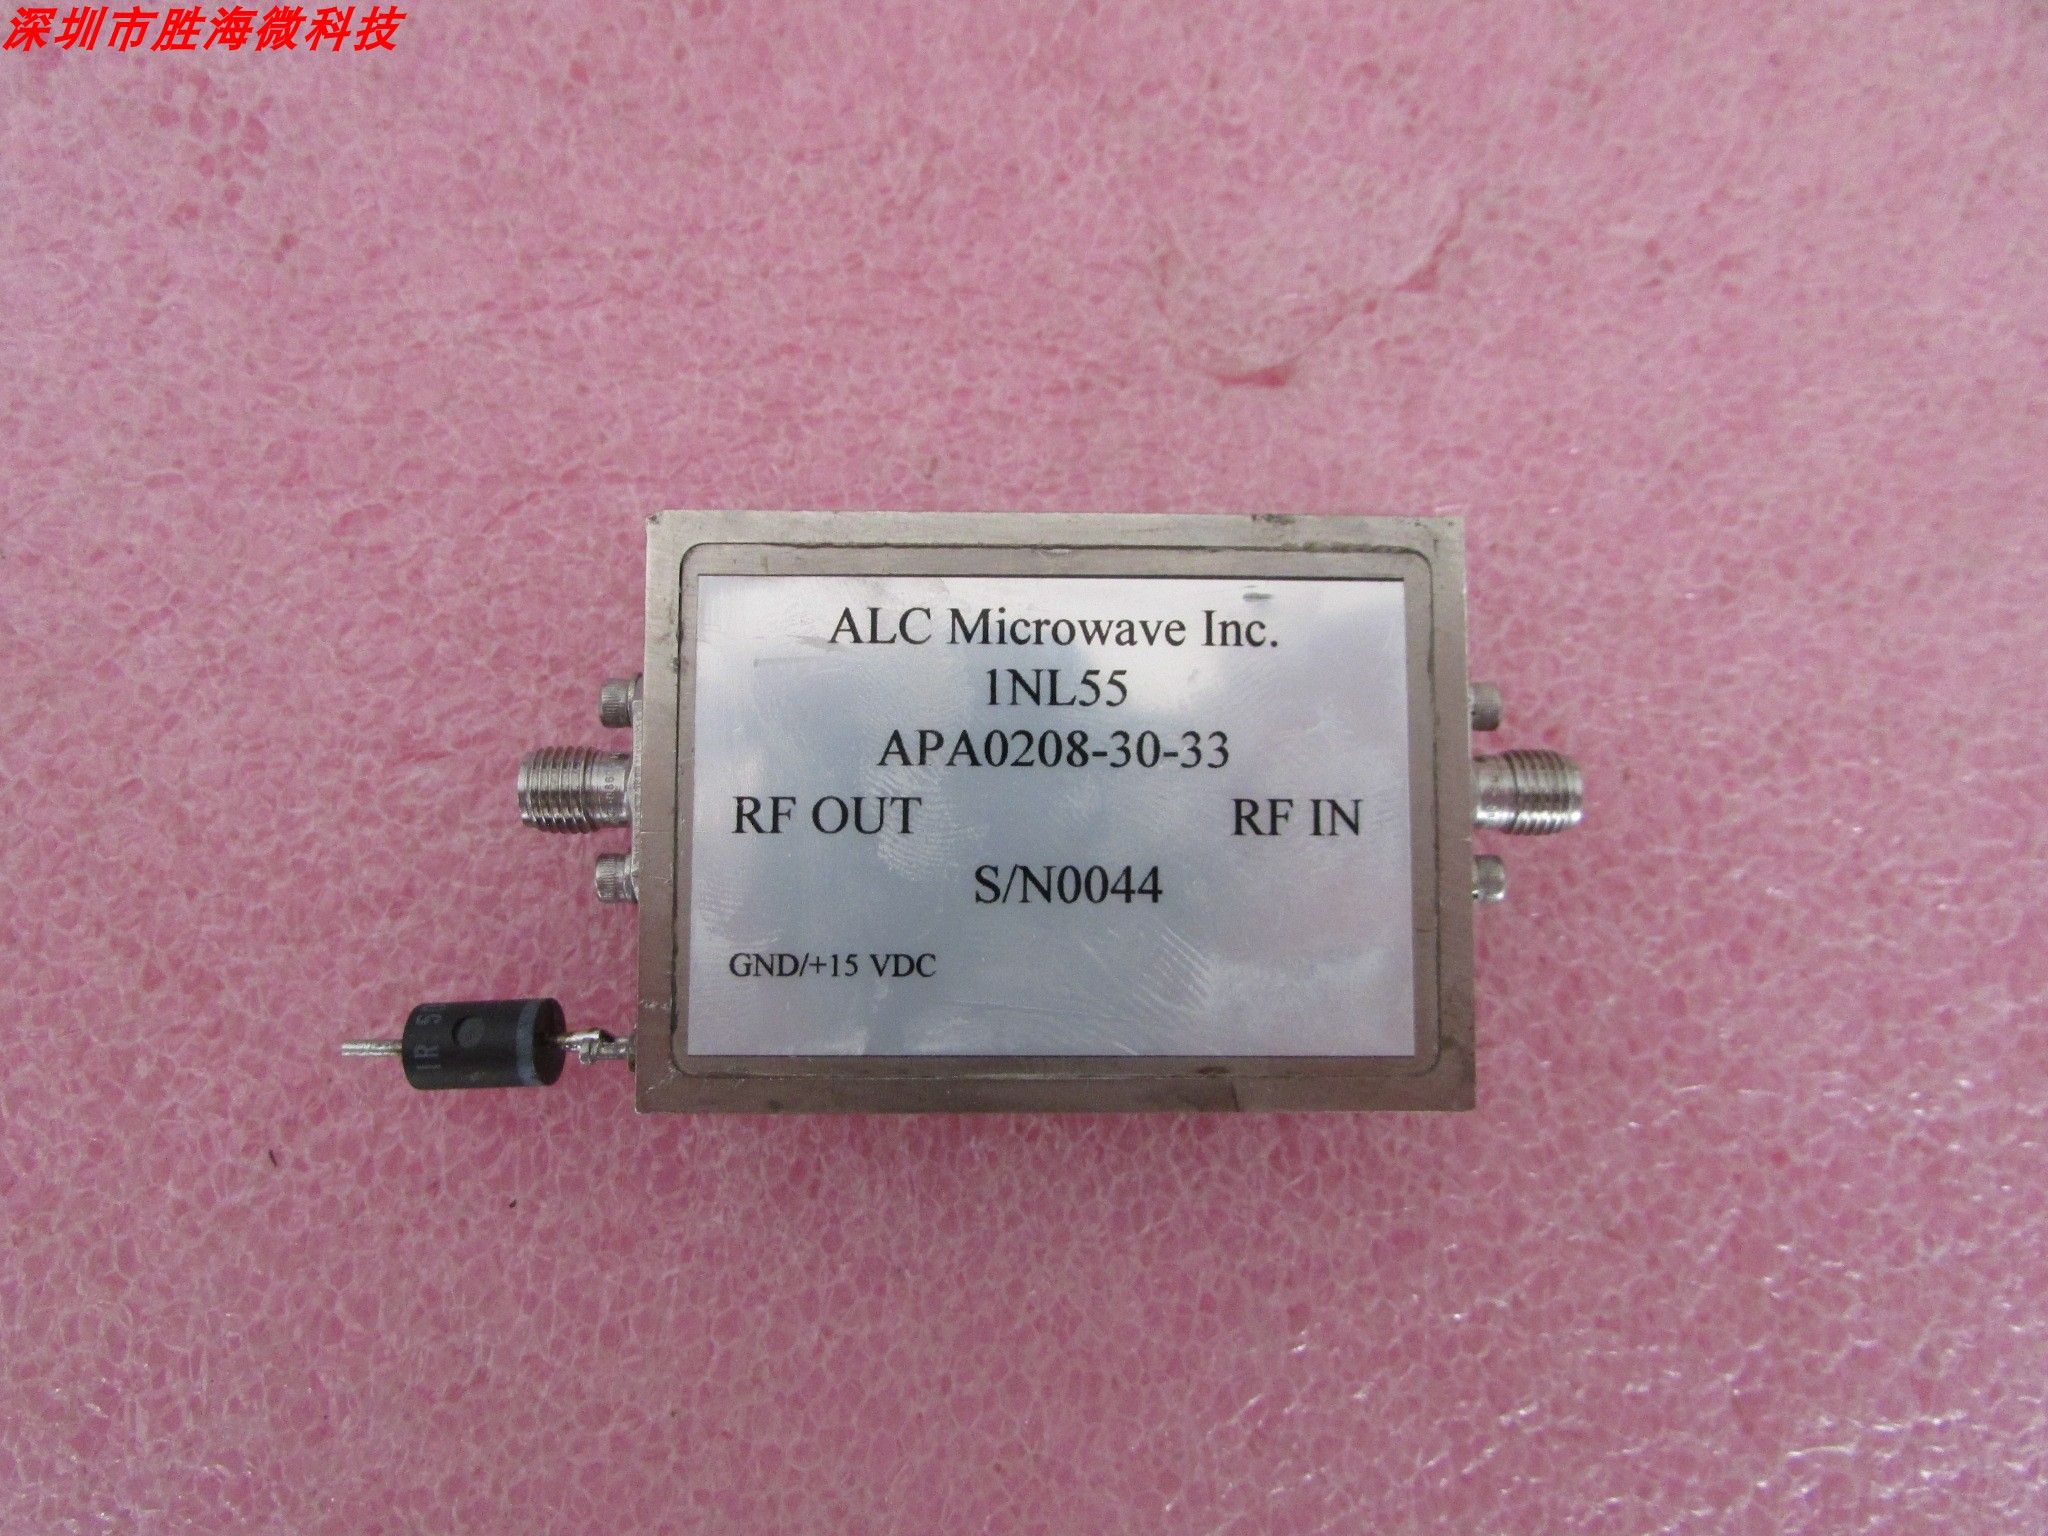 深圳市胜海微科技
ALC Microwave Inc.
1NL55
APA0208-30-33
RF OUT RF IN
S/N0044
GND/+15 VDC